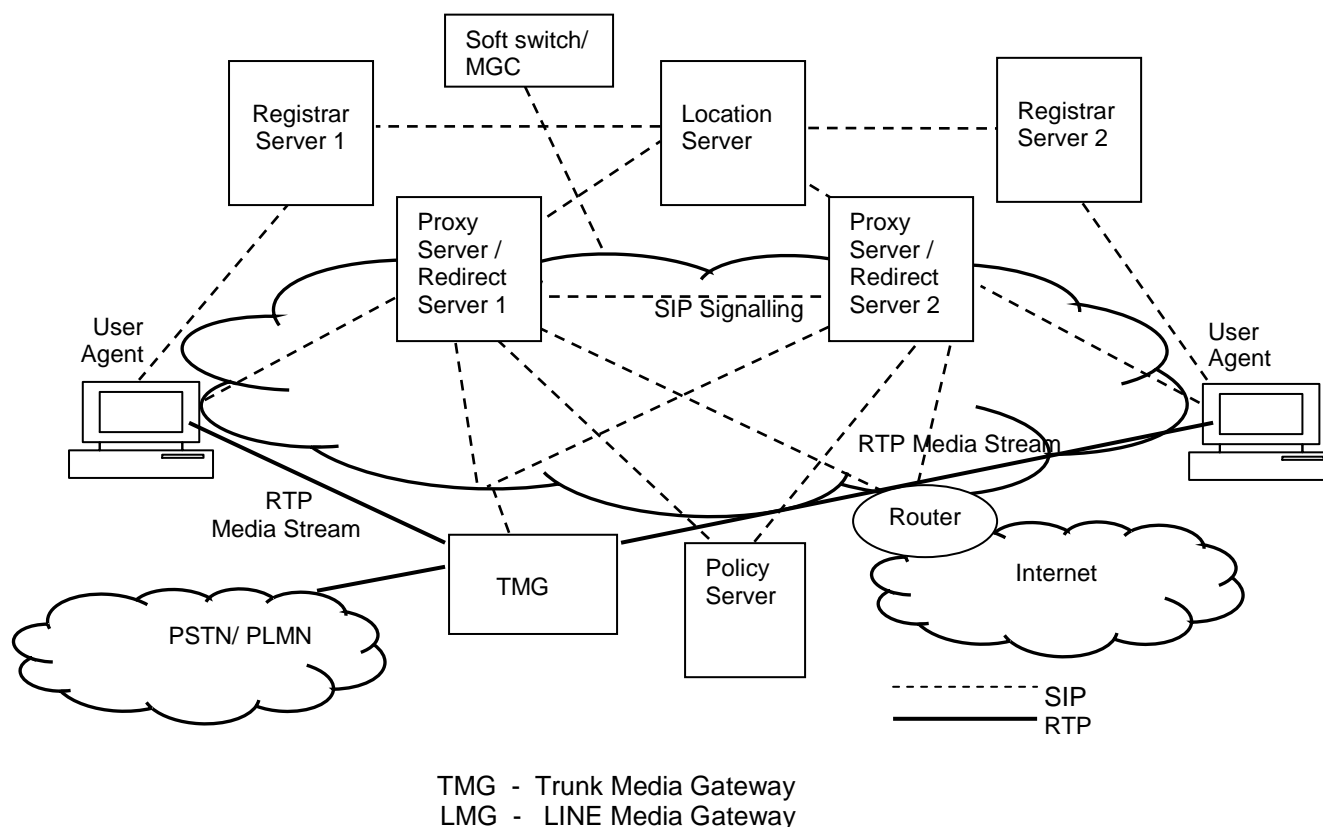 Soft switch/
MGC
Registrar
Server 1
Location
Server
Registrar
Server 2
Proxy
Server /
Redirect
Server 1
Proxy
Server /
Redirect
Server 2
SIP Signalling
User
Agent
User
Agent
RTP Media Stream
RTP
Media Stream
Router
TMG
Policy
Server
Internet
PSTN/ PLMN
SIP
RTP
TMG - Trunk Media Gateway
LMG - LINE Media Gateway